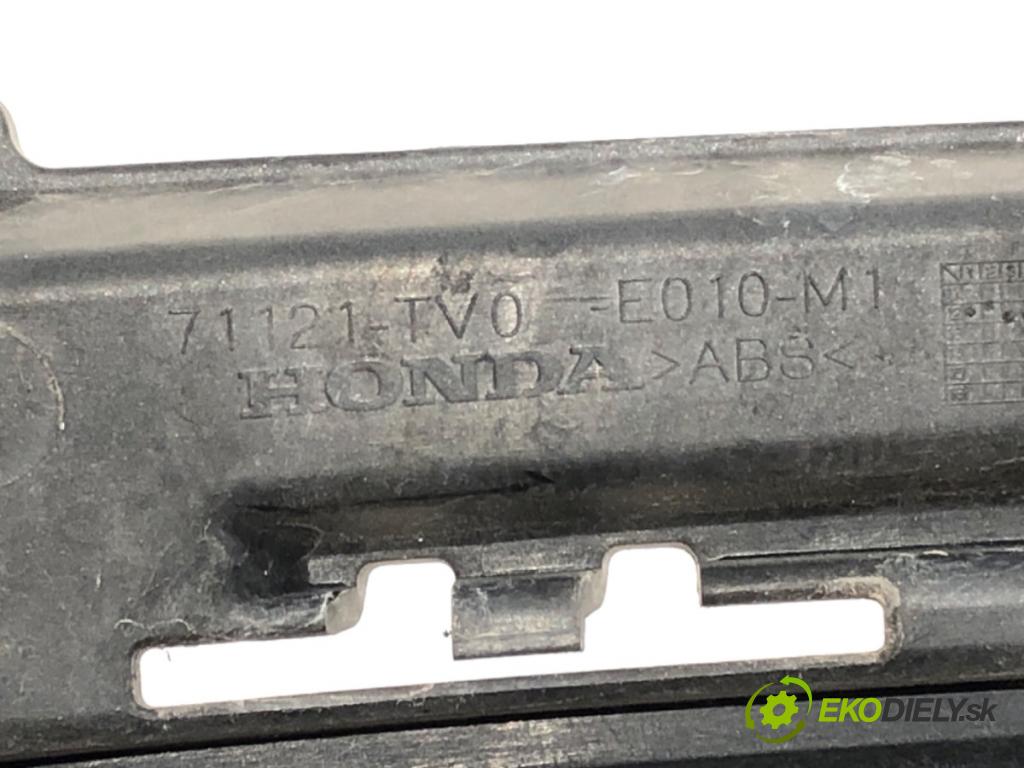 71121-TV0 -E010-M1
HONDA >ABS<
EKODIELY.sk